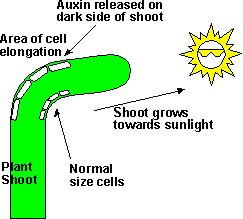 Auxin released on
dark side of shoot
Area of cell
elongation
Shoot grows
towards sunlight
Plant
Shoot
Normal
size cells